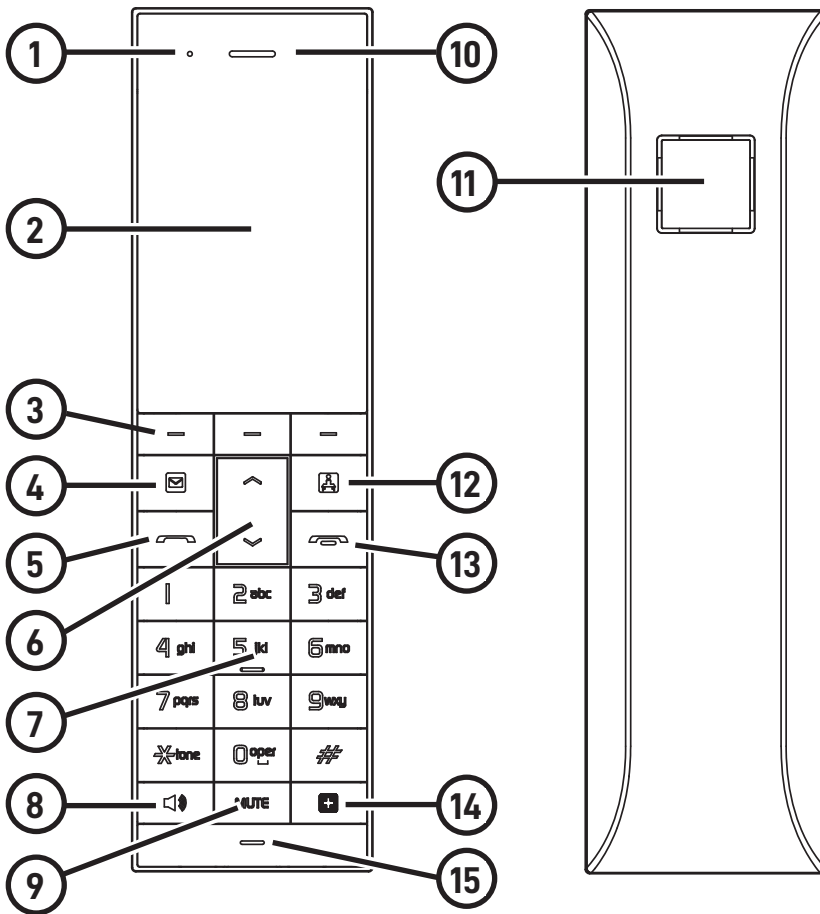 1 10
11
2
3
4 12
5 13
6
1 2 abc 3 def
4 ghi 5 jkl 6 mno
7
7 pqrs 8 tuv 9 wxy
* tone 0 oper #
8 MUTE 14
9 15